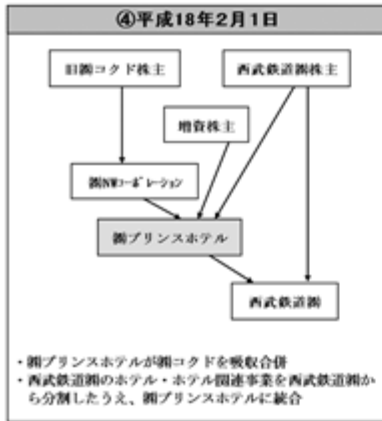 ④平成18年2月1日
旧㈱コクド株主
西武鉄道㈱株主
増資株主
㈱NWコーポレーション
㈱プリンスホテル
西武鉄道㈱
・㈱プリンスホテルが㈱コクドを吸収合併
・西武鉄道㈱のホテル・ホテル関連事業を西武鉄道㈱か
ら分割したうえ、㈱プリンスホテルに統合